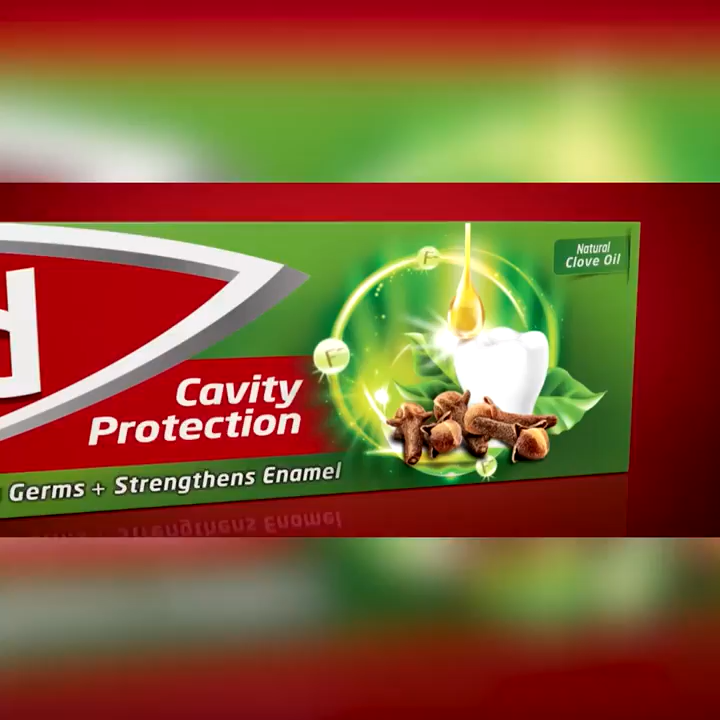 d
Natural
Clove Oil
F
F
Cavity
Protection
Germs + Strengthens Enamel